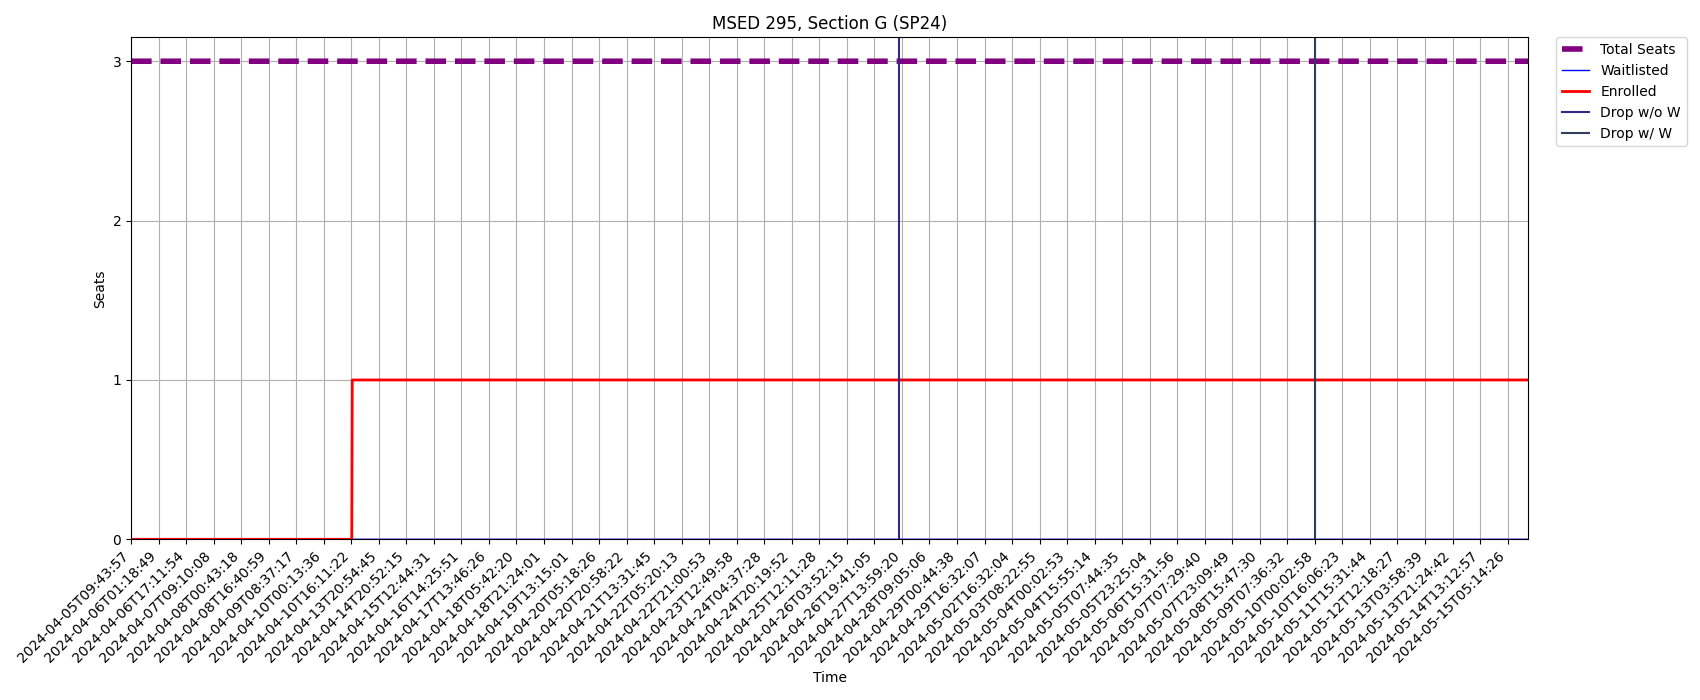 MSED 295, Section G (SP24)
Total Seats
Waitlisted
Enrolled
Drop w/o W
Drop w/ W
3
2
1
0
Seats
2024-04-05T09:43:57
2024-04-06T01:18:49
2024-04-06T17:11:54
2024-04-07T09:10:08
2024-04-08T00:43:18
2024-04-08T16:40:59
2024-04-09T08:37:17
2024-04-10T00:13:36
2024-04-10T16:11:22
2024-04-13T20:54:45
2024-04-14T20:52:15
2024-04-15T12:44:31
2024-04-16T14:25:51
2024-04-17T13:46:26
2024-04-18T05:42:20
2024-04-18T21:24:01
2024-04-19T13:15:01
2024-04-20T05:18:26
2024-04-20T20:58:22
2024-04-21T13:31:45
2024-04-22T05:20:13
2024-04-22T21:00:53
2024-04-23T12:49:58
2024-04-24T04:37:28
2024-04-24T20:19:52
2024-04-25T12:11:28
2024-04-26T03:52:15
2024-04-26T19:41:05
2024-04-27T13:59:20
2024-04-28T09:05:06
2024-04-29T00:44:38
2024-04-29T16:32:07
2024-05-02T16:32:04
2024-05-03T08:22:55
2024-05-04T00:02:53
2024-05-04T15:55:14
2024-05-05T07:44:35
2024-05-05T23:25:04
2024-05-06T15:31:56
2024-05-07T07:29:40
2024-05-07T23:09:49
2024-05-08T15:47:30
2024-05-09T07:36:32
2024-05-10T00:02:58
2024-05-10T16:06:23
2024-05-11T15:31:44
2024-05-12T12:18:27
2024-05-13T03:58:39
2024-05-13T21:24:42
2024-05-14T13:12:57
2024-05-15T05:14:26
Time